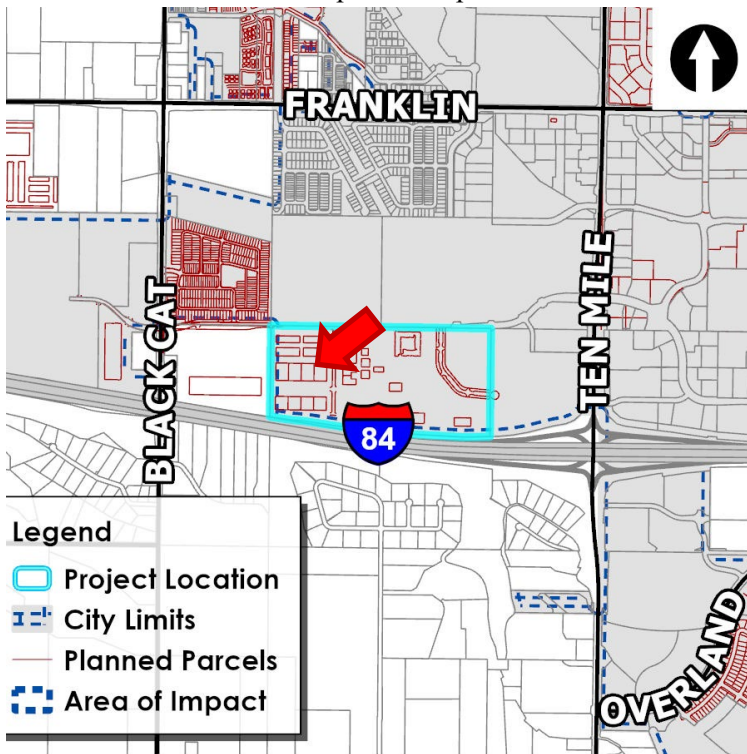 FRANKLIN
BLACK CAT
TEN MILE
84
OVERLAND
Legend
Project Location
City Limits
Planned Parcels
Area of Impact